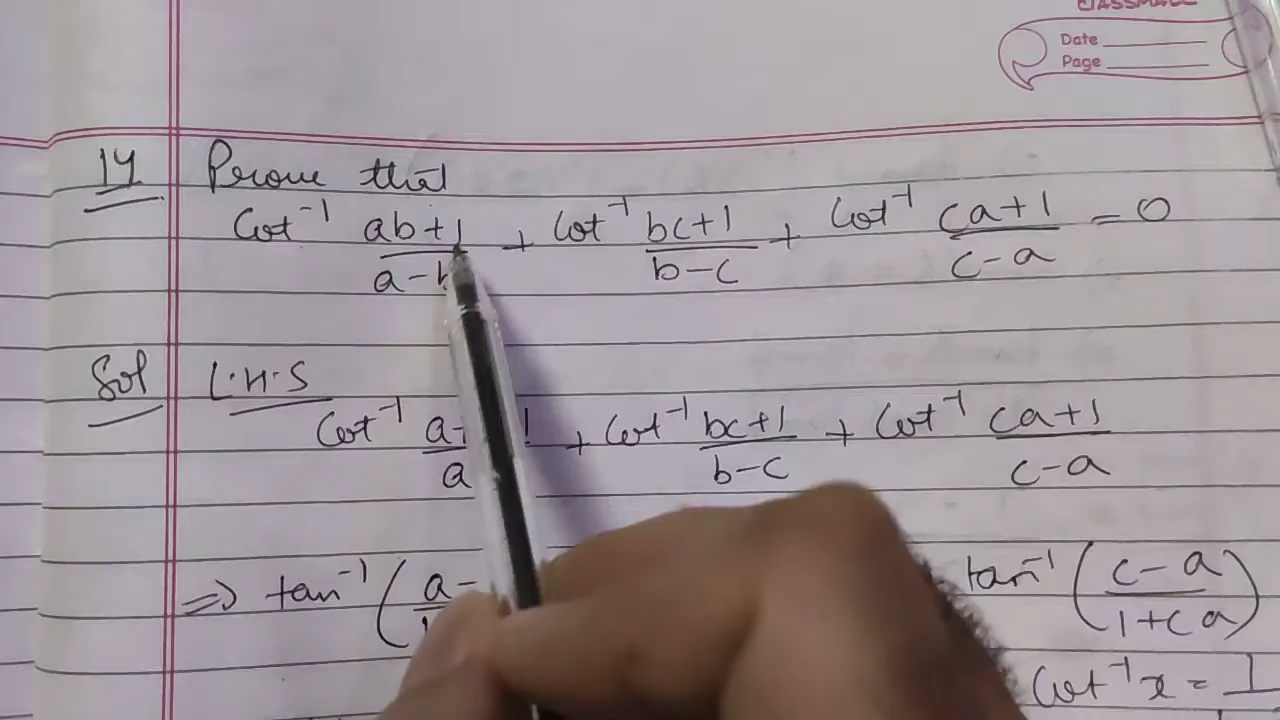 CLASSMATE
Date
Page
14 Prove that
Cot⁻¹ (ab+1)/(a-b + Cot⁻¹ (bc+1)/(b-c) + Cot⁻¹ (ca+1)/(c-a) = 0
Sol L.H.S
Cot⁻¹ a 1/a + Cot⁻¹ (bc+1)/(b-c) + Cot⁻¹ (ca+1)/(c-a)
⇒ tan⁻¹ (a- tan⁻¹ ((c-a)/(1+ca))
Cot⁻¹x = 1